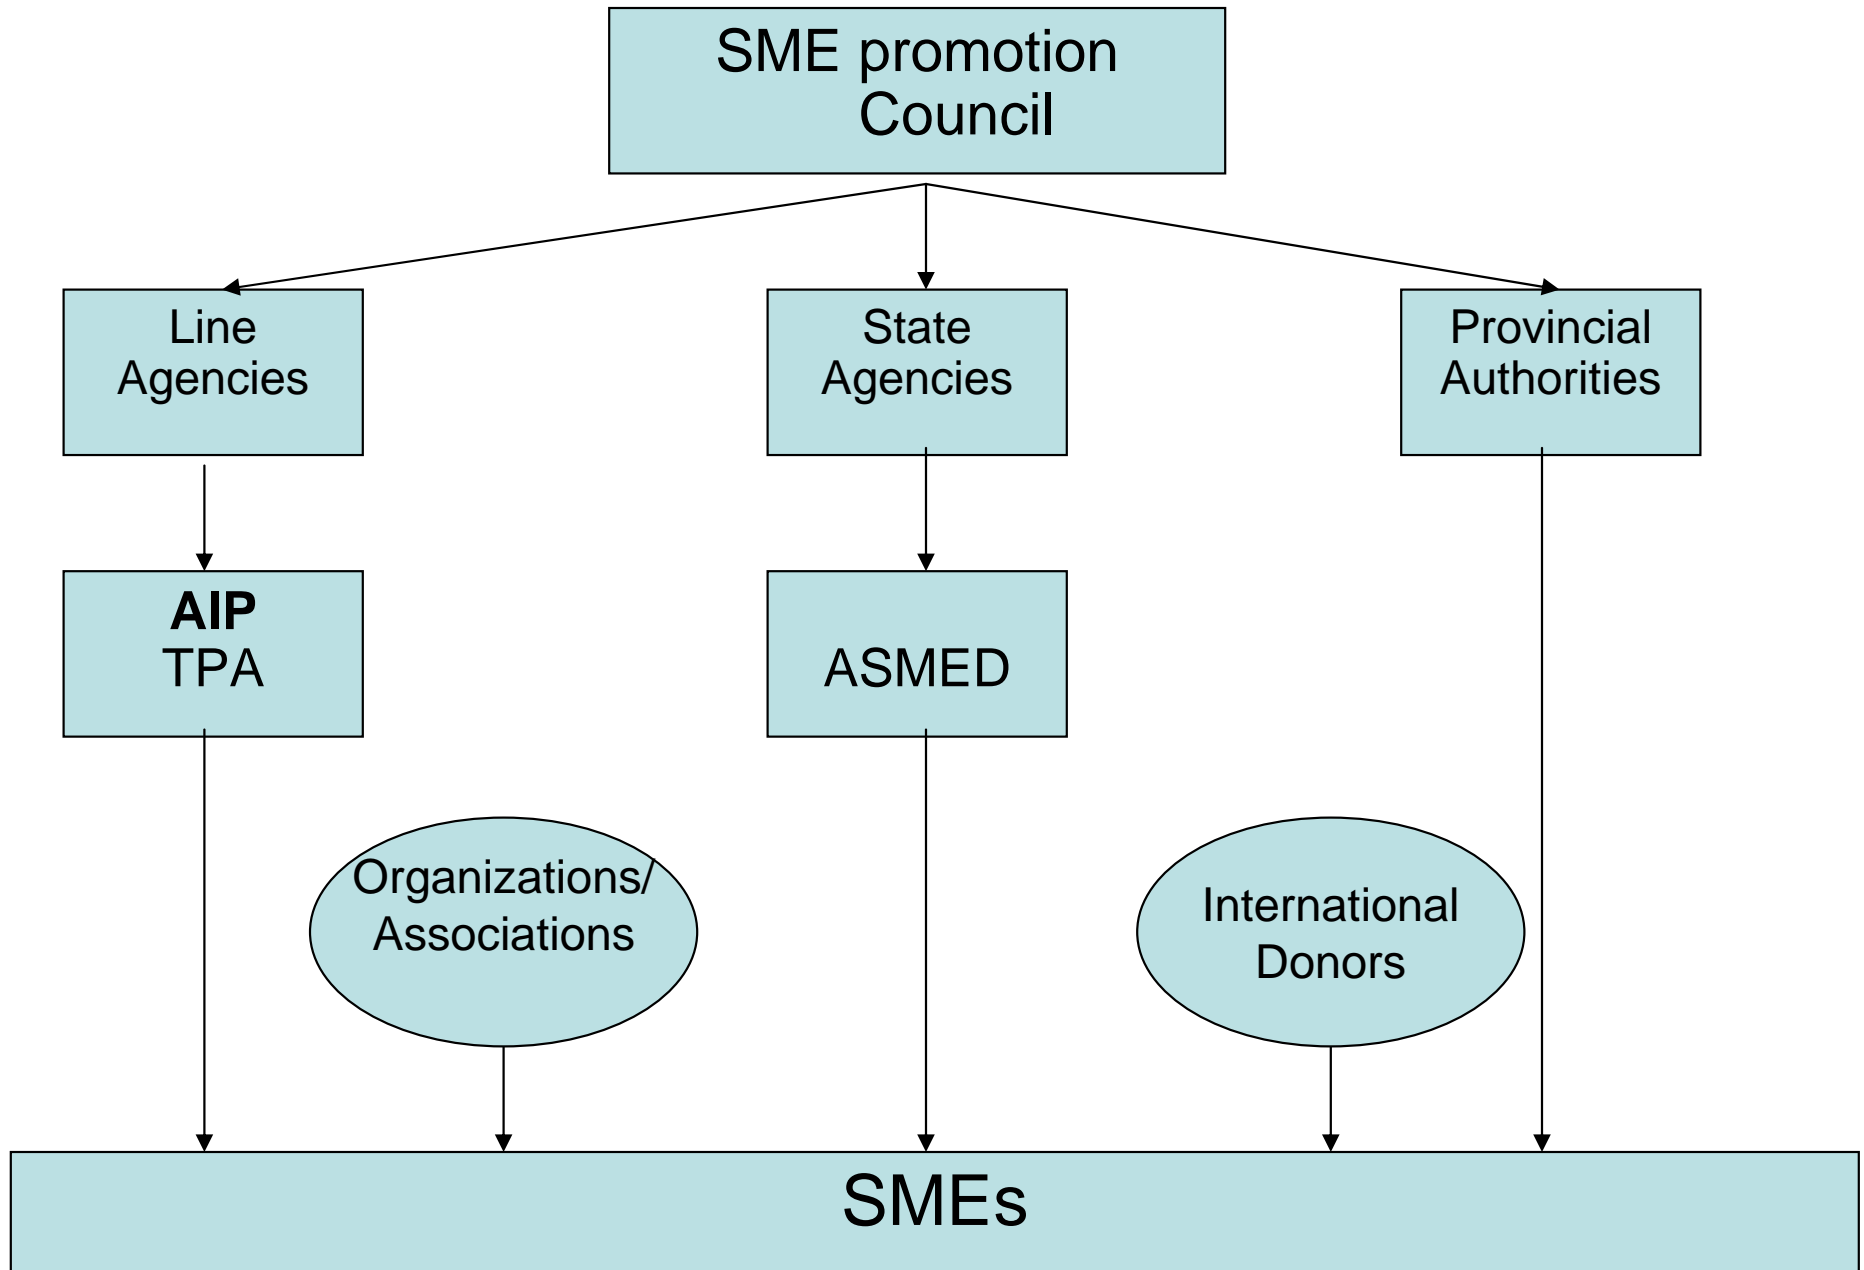 SME promotion
Council
Line
Agencies
State
Agencies
Provincial
Authorities
AIP
TPA
ASMED
Organizations/
Associations
International
Donors
SMEs